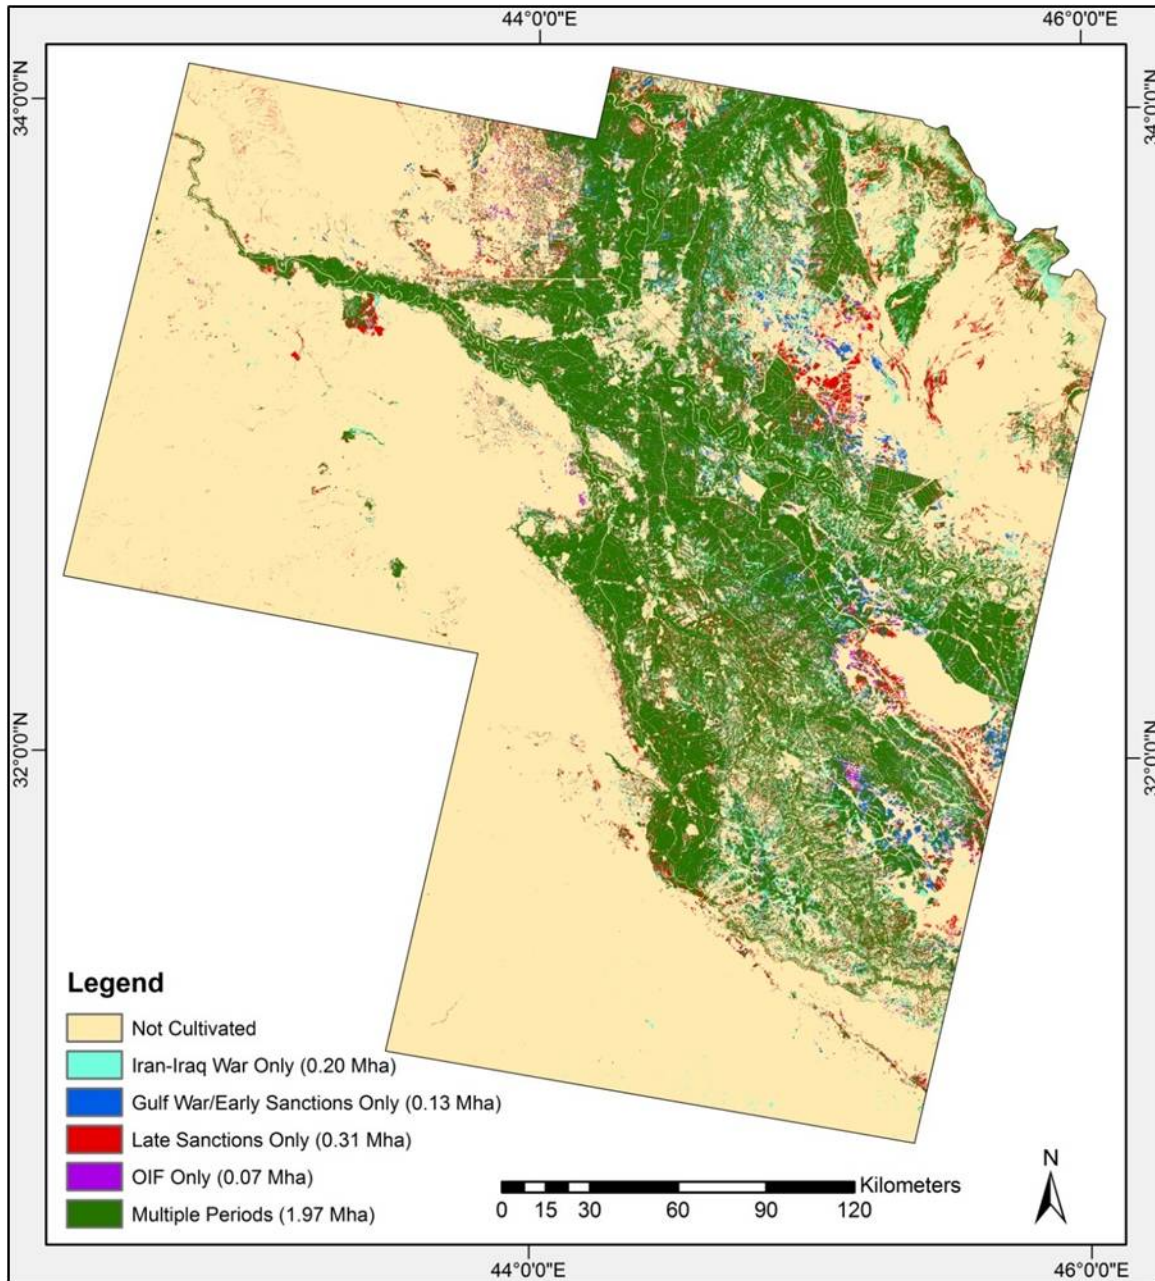 44°0'0"E 46°0'0"E
34°0'0"N 34°0'0"N
32°0'0"N 32°0'0"N
Legend
Not Cultivated
Iran-Iraq War Only (0.20 Mha)
Gulf War/Early Sanctions Only (0.13 Mha)
Late Sanctions Only (0.31 Mha)
OIF Only (0.07 Mha)
Multiple Periods (1.97 Mha)
Kilometers
0 15 30 60 90 120
N
44°0'0"E 46°0'0"E